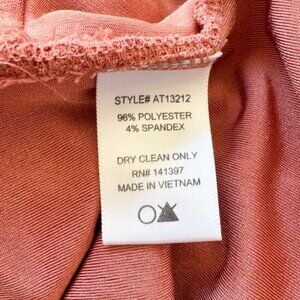 STYLE# AT13212
96% POLYESTER
4% SPANDEX
DRY CLEAN ONLY
RN# 141397
MADE IN VIETNAM